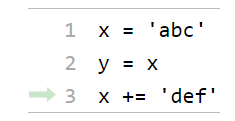 1 x = 'abc'
2 y = x
3 x += 'def'